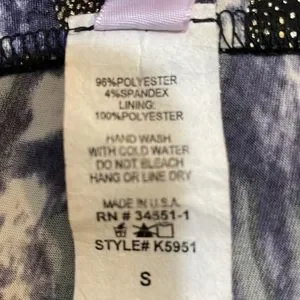 96%POLYESTER
4%SPANDEX
LINING:
100%POLYESTER
HAND WASH
WITH COLD WATER
DO NOT BLEACH
HANG OR LINE DRY
MADE IN U.S.A.
RN # 34551-1
STYLE# K5951
S